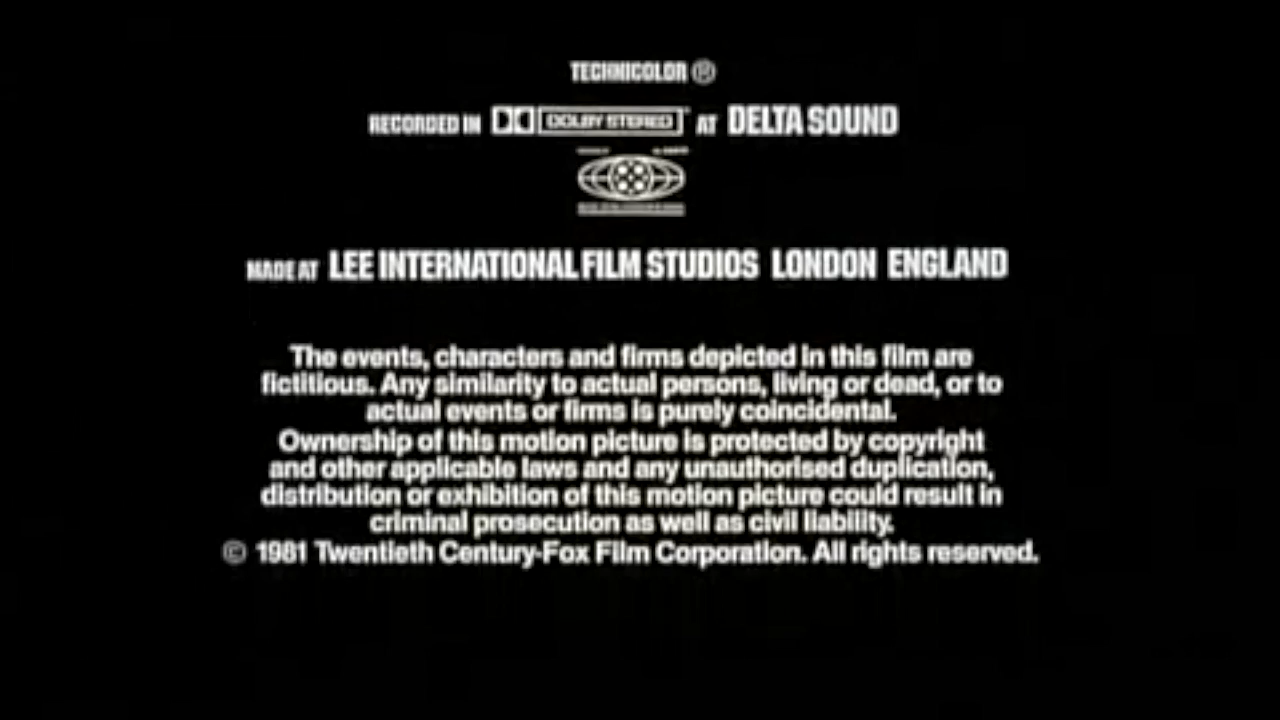 TECHNICOLOR ®
RECORDED IN DOLBY STEREO AT DELTA SOUND
MADE AT LEE INTERNATIONAL FILM STUDIOS LONDON ENGLAND
The events, characters and firms depicted in this film are
fictitious. Any similarity to actual persons, living or dead, or to
actual events or firms is purely coincidental.
Ownership of this motion picture is protected by copyright
and other applicable laws and any unauthorised duplication,
distribution or exhibition of this motion picture could result in
criminal prosecution as well as civil liability.
© 1981 Twentieth Century-Fox Film Corporation. All rights reserved.